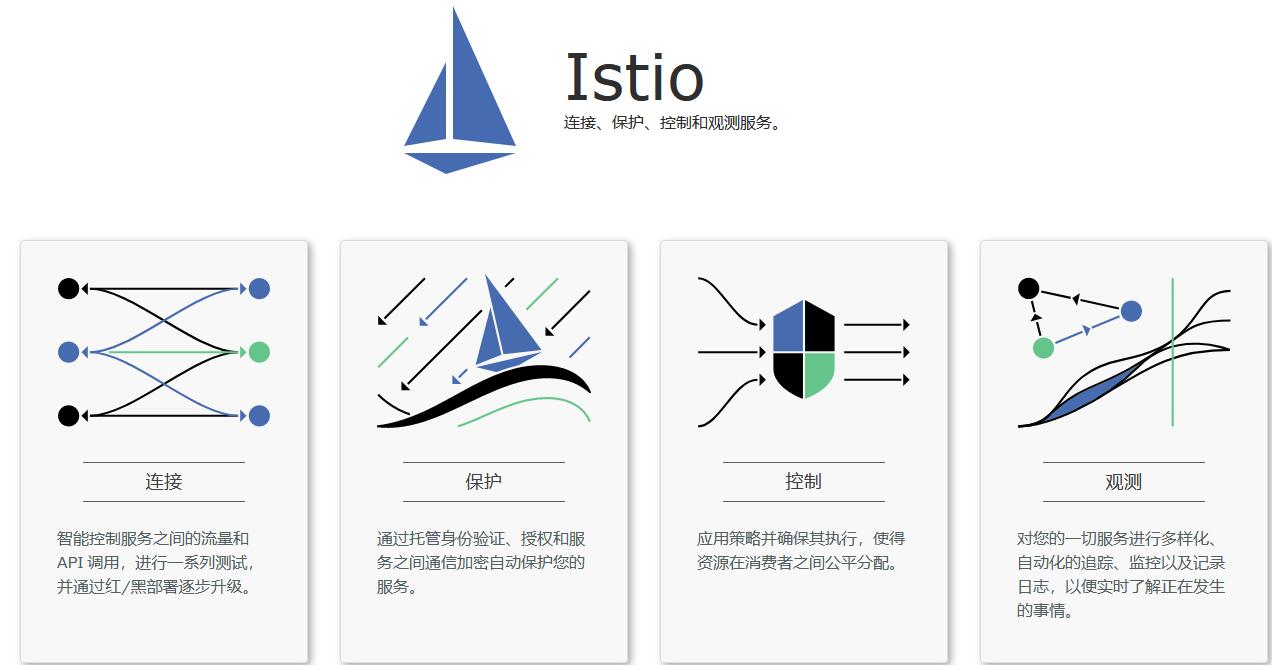 Istio
连接、保护、控制和观测服务。
连接
智能控制服务之间的流量和
API 调用，进行一系列测试，
并通过红/黑部署逐步升级。
保护
通过托管身份验证、授权和服
务之间通信加密自动保护您的
服务。
控制
应用策略并确保其执行，使得
资源在消费者之间公平分配。
观测
对您的一切服务进行多样化、
自动化的追踪、监控以及记录
日志，以便实时了解正在发生
的事情。